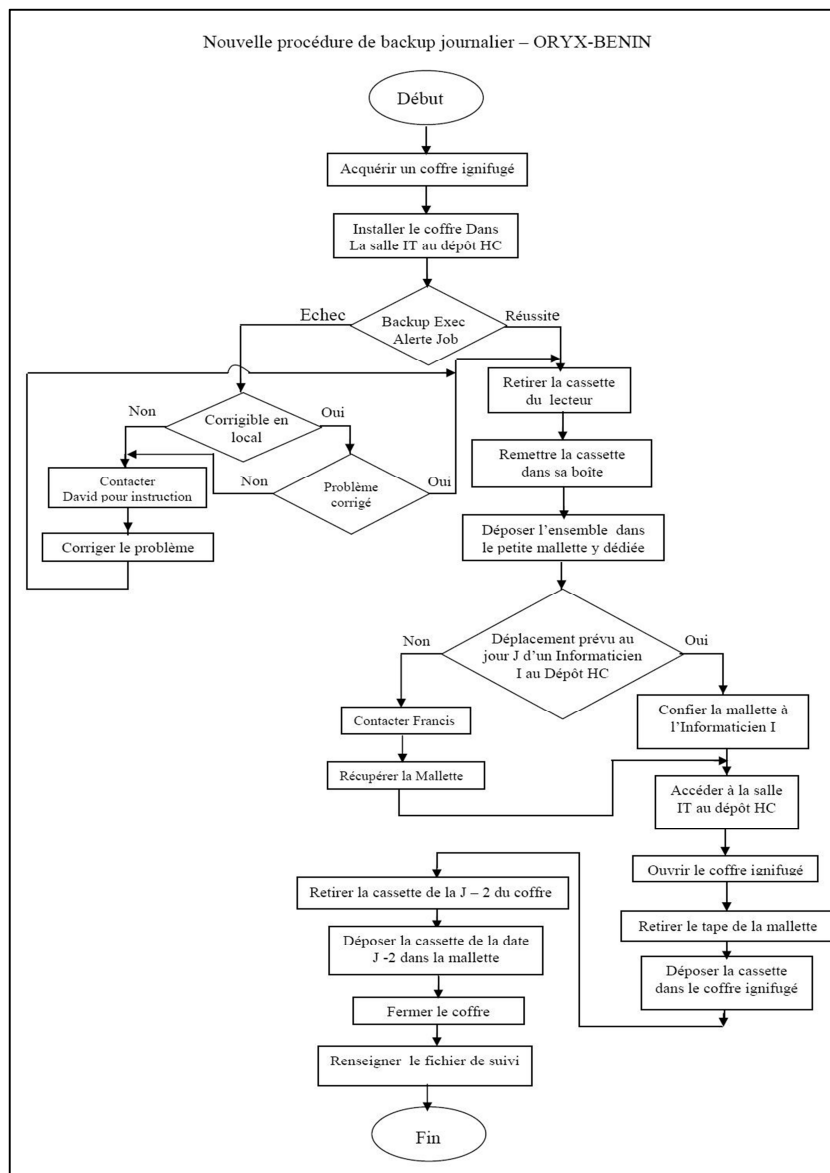 Nouvelle procédure de backup journalier – ORYX-BENIN
Début
Acquérir un coffre ignifugé
Installer le coffre Dans
La salle IT au dépôt HC
Echec
Réussite
Backup Exec
Alerte Job
Retirer la cassette
du lecteur
Non
Corrigible en
local
Oui
Remettre la cassette
dans sa boîte
Contacter
David pour instruction
Non
Problème
corrigé
Oui
Corriger le problème
Déposer l'ensemble dans
le petite mallette y dédiée
Non
Déplacement prévu au
jour J d'un Informaticien
I au Dépôt HC
Oui
Contacter Francis
Confier la mallette à
l'Informaticien I
Récupérer la Mallette
Accéder à la salle
IT au dépôt HC
Ouvrir le coffre ignifugé
Retirer la cassette de la J – 2 du coffre
Retirer le tape de la mallette
Déposer la cassette de la date
J -2 dans la mallette
Déposer la cassette
dans le coffre ignifugé
Fermer le coffre
Renseigner le fichier de suivi
Fin